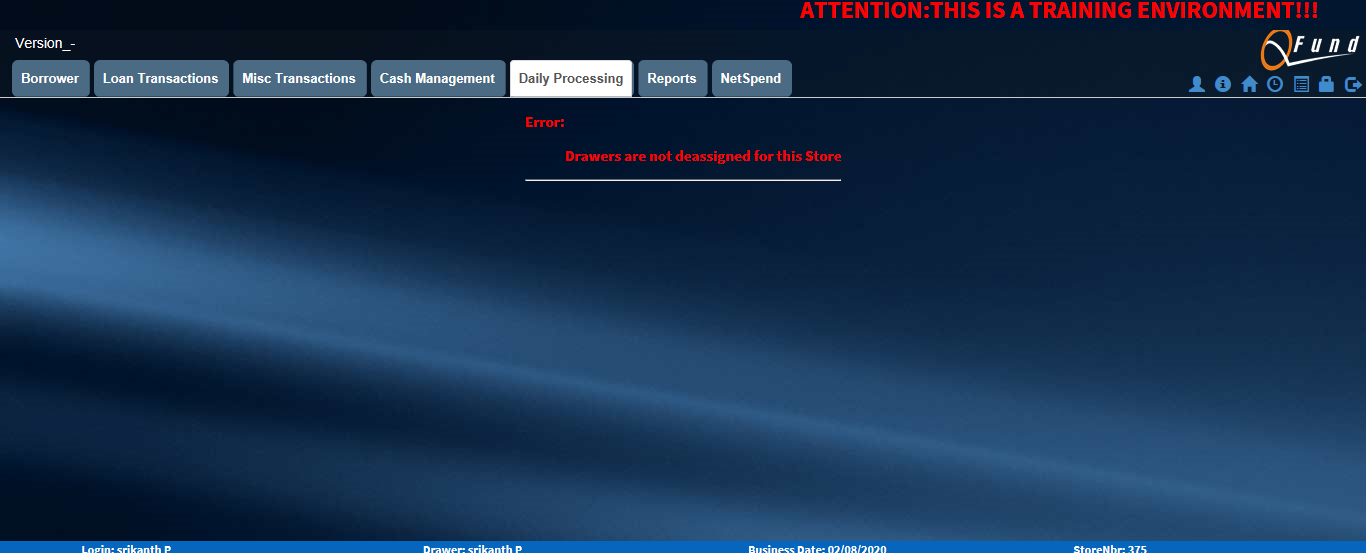 ATTENTION:THIS IS A TRAINING ENVIRONMENT!!!
Version_-
QFund
Borrower Loan Transactions Misc Transactions Cash Management Daily Processing Reports NetSpend
Error:
Drawers are not deassigned for this Store
Login: srikanth P Drawer: srikanth P Business Date: 02/08/2020 StoreNbr: 375